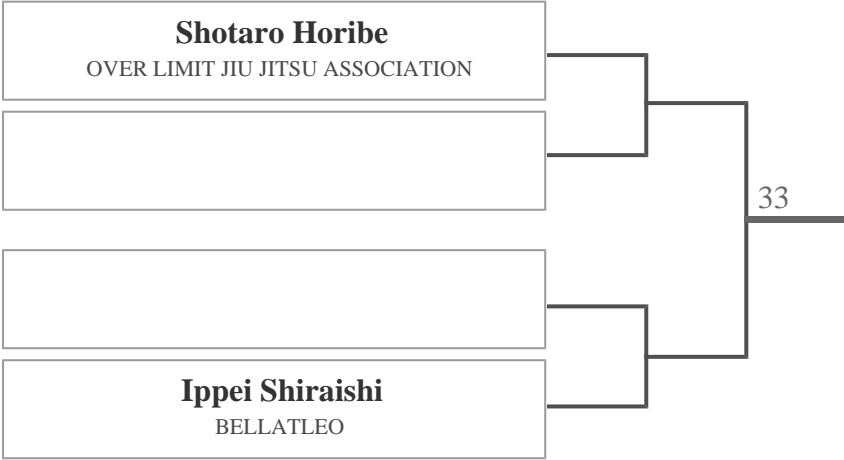 Shotaro Horibe
OVER LIMIT JIU JITSU ASSOCIATION
33
Ippei Shiraishi
BELLATLEO